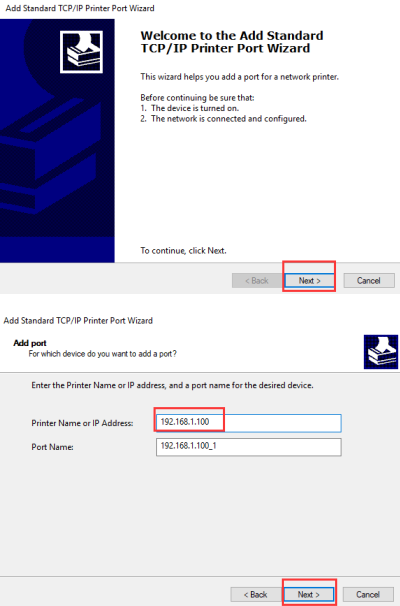 Add Standard TCP/IP Printer Port Wizard
Welcome to the Add Standard
TCP/IP Printer Port Wizard
This wizard helps you add a port for a network printer.
Before continuing be sure that:
1. The device is turned on.
2. The network is connected and configured.
To continue, click Next.
< Back Next > Cancel
Add Standard TCP/IP Printer Port Wizard
Add port
For which device do you want to add a port?
Enter the Printer Name or IP address, and a port name for the desired device.
Printer Name or IP Address: 192.168.1.100
Port Name: 192.168.1.100_1
< Back Next > Cancel